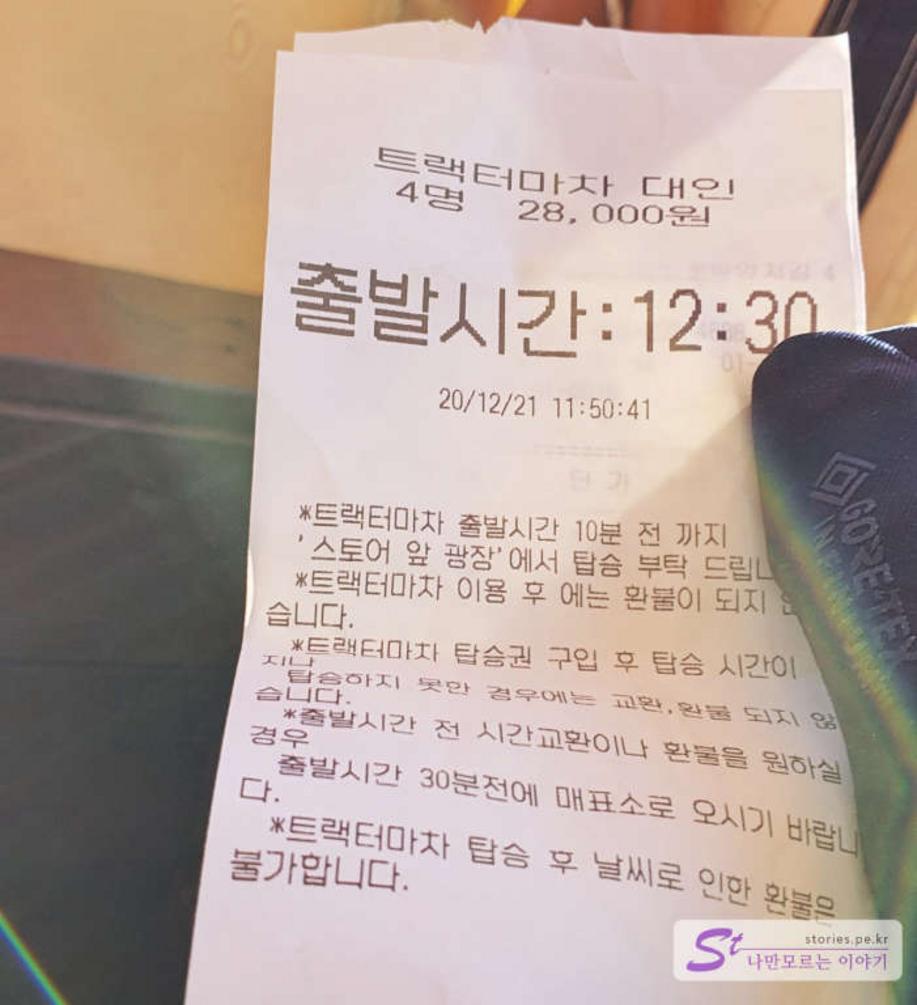 트랙터마차 대인
4명 28,000원
출발시간:12:30
20/12/21 11:50:41
단 가
*트랙터마차 출발시간 10분 전 까지
'스토어 앞 광장'에서 탑승 부탁
*트랙터마차 이용 후 에는 환불이 되지
습니다.
*트랙터마차 탑승권 구입 후 탑승 시간이
지나
탑승하지 못한 경우에는 교환,환불 되지 않
습니다.
*출발시간 전 시간교환이나 환불을 원하실
경우
출발시간 30분전에 매표소로 오시기 바랍니
다.
*트랙터마차 탑승 후 날씨로 인한 환불은
불가합니다.
GORE-TEX
St
stories.pe.kr
나만모르는 이야기